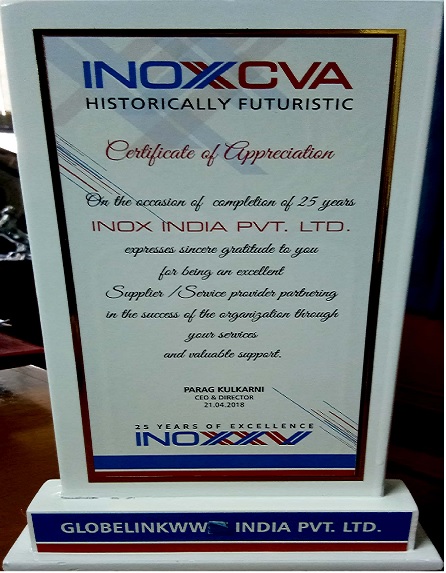 INOXCVA
HISTORICALLY FUTURISTIC
Certificate of Appreciation
On the occasion of completion of 25 years
INOX INDIA PVT. LTD.
expresses sincere gratitude to you
for being an excellent
Supplier /Service provider partnering
in the success of the organization through
your services
and valuable support.
PARAG KULKARNI
CEO & DIRECTOR
21.04.2018
25 YEARS OF EXCELLENCE
INOXXV
GLOBELINKWW INDIA PVT. LTD.